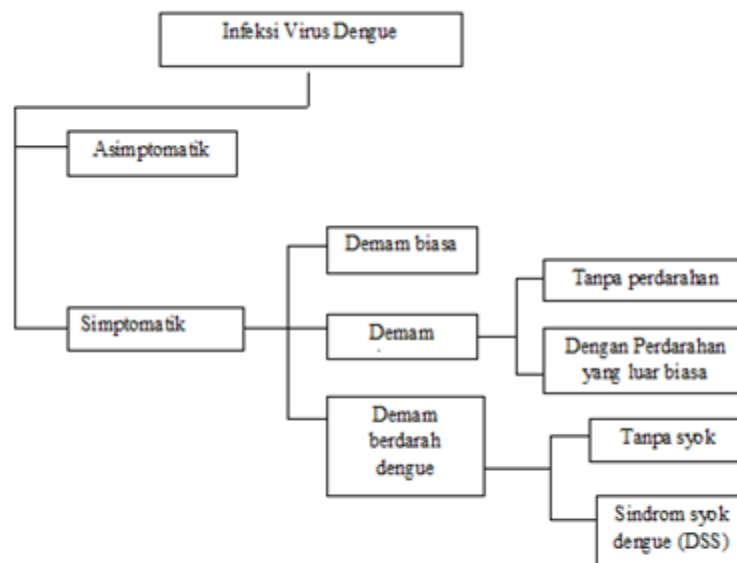 Infeksi Virus Dengue
Asimptomatik
Demam biasa
Tanpa perdarahan
Simptomatik
Demam
Dengan Perdarahan
yang luar biasa
Demam
berdarah
dengue
Tanpa syok
Sindrom syok
dengue (DSS)